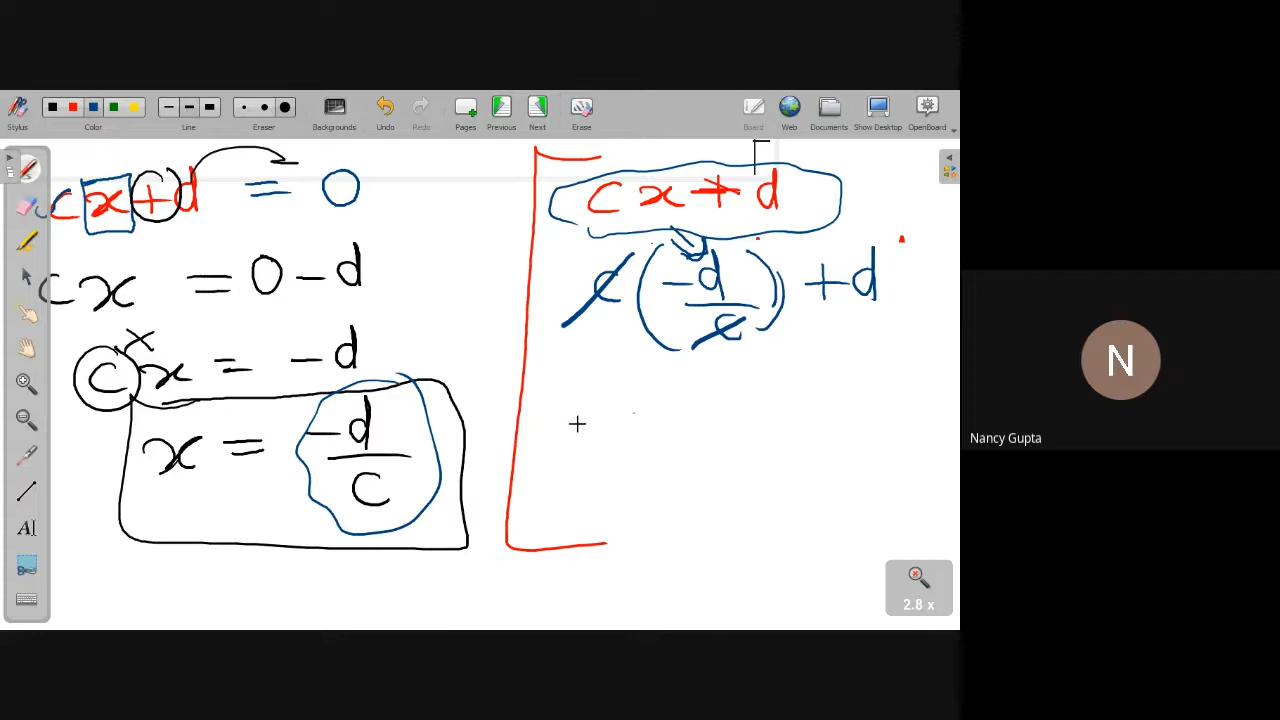 Stylus
Color
Line
Eraser
Backgrounds
Undo
Redo
Pages
Previous
Next
Erase
Board
Web
Documents
Show Desktop
OpenBoard
cx+d = 0
cx = 0-d
cx = -d
x = -d/c
cx+d
c(-d/c)+d
N
Nancy Gupta
2.8 x